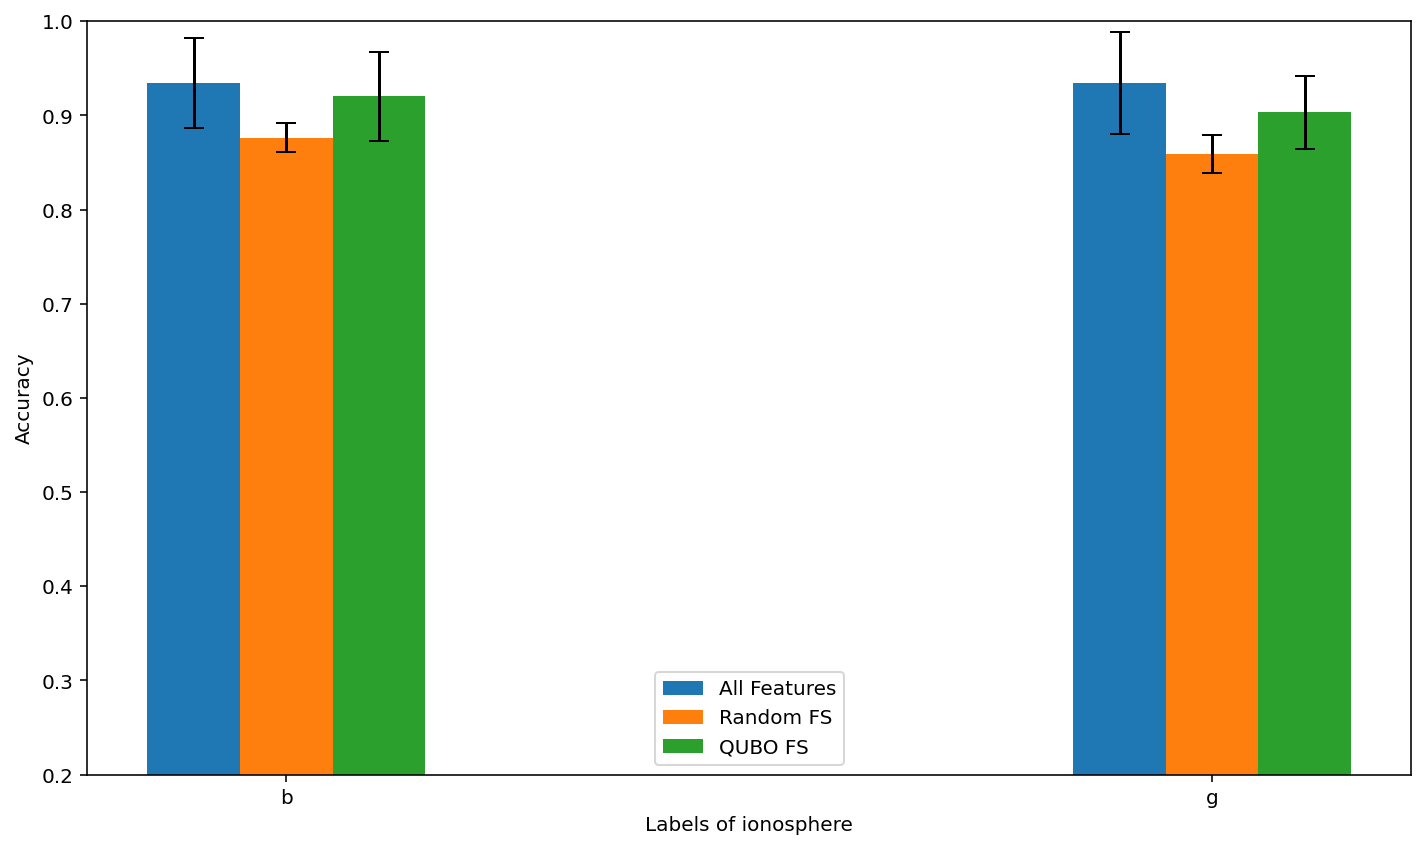 1.0
0.9
0.8
0.7
0.6
0.5
0.4
0.3
0.2
Accuracy
All Features
Random FS
QUBO FS
b
g
Labels of ionosphere